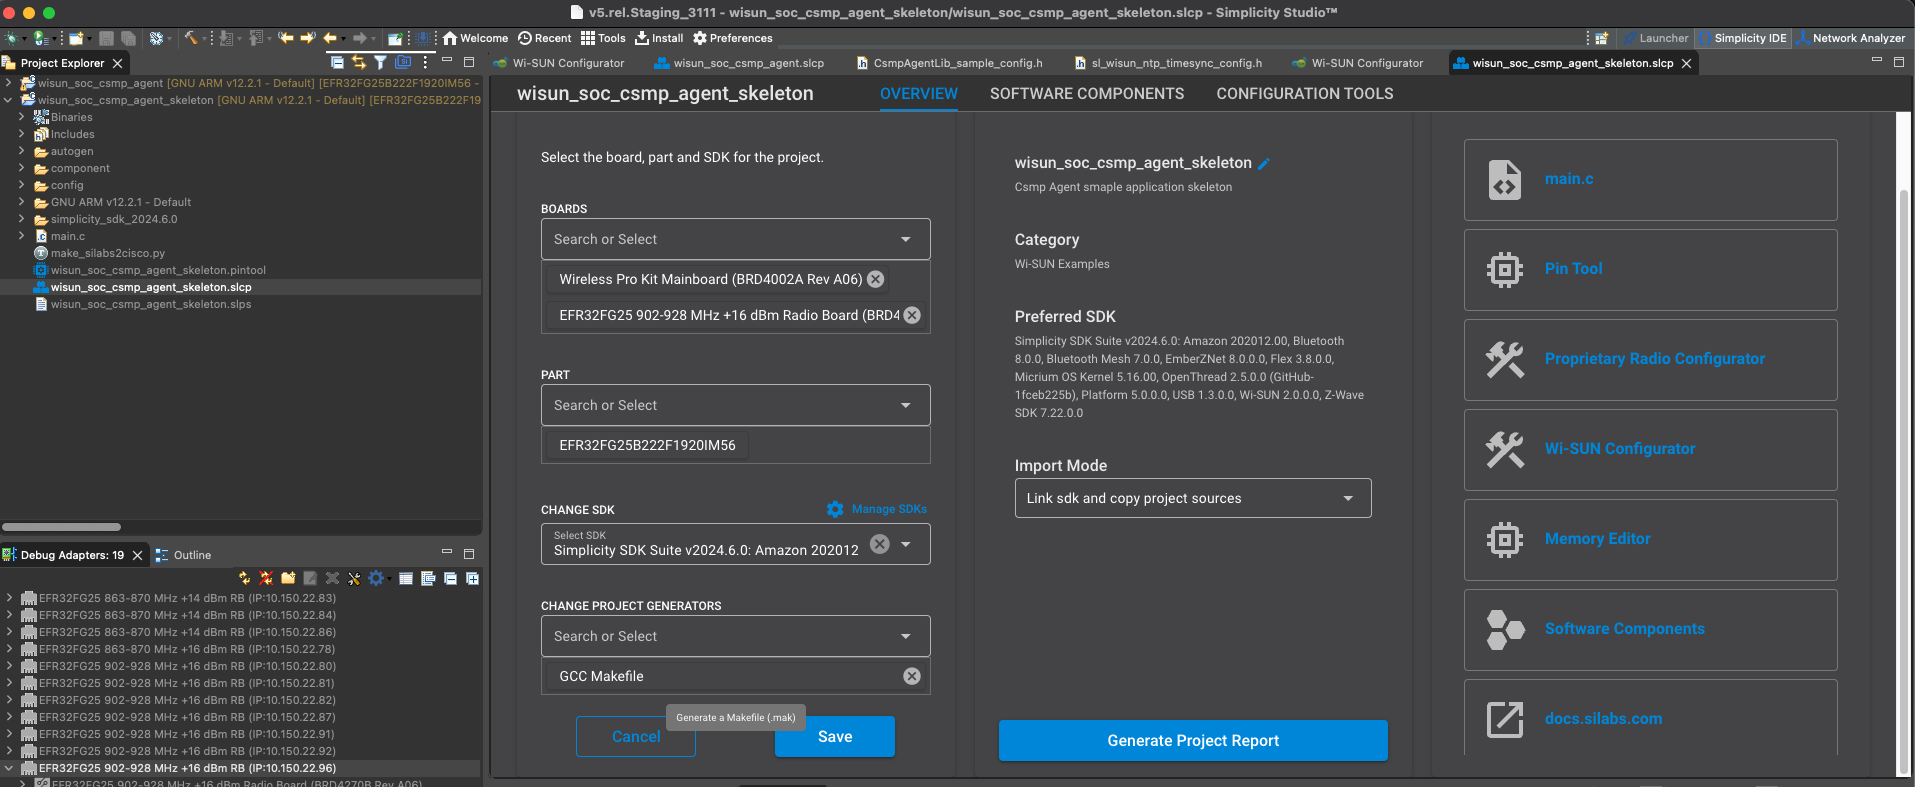 v5.rel.Staging_3111 - wisun_soc_csmp_agent_skeleton/wisun_soc_csmp_agent_skeleton.slcp - Simplicity Studio™
Welcome Recent Tools Install Preferences
Launcher Simplicity IDE Network Analyzer
Project Explorer
Wi-SUN Configurator wisun_soc_csmp_agent.slcp CsmpAgentLib_sample_config.h sl_wisun_ntp_timesync_config.h Wi-SUN Configurator wisun_soc_csmp_agent_skeleton.slcp
wisun_soc_csmp_agent [GNU ARM v12.2.1 - Default] [EFR32FG25B222F1920IM56 -
wisun_soc_csmp_agent_skeleton [GNU ARM v12.2.1 - Default] [EFR32FG25B222F19
Binaries
Includes
autogen
component
config
GNU ARM v12.2.1 - Default
simplicity_sdk_2024.6.0
main.c
make_silabs2cisco.py
wisun_soc_csmp_agent_skeleton.pintool
wisun_soc_csmp_agent_skeleton.slcp
wisun_soc_csmp_agent_skeleton.slps
Debug Adapters: 19 Outline
EFR32FG25 863-870 MHz +14 dBm RB (IP:10.150.22.83)
EFR32FG25 863-870 MHz +14 dBm RB (IP:10.150.22.84)
EFR32FG25 863-870 MHz +14 dBm RB (IP:10.150.22.86)
EFR32FG25 863-870 MHz +14 dBm RB (IP:10.150.22.78)
EFR32FG25 902-928 MHz +16 dBm RB (IP:10.150.22.80)
EFR32FG25 902-928 MHz +16 dBm RB (IP:10.150.22.81)
EFR32FG25 902-928 MHz +16 dBm RB (IP:10.150.22.82)
EFR32FG25 902-928 MHz +16 dBm RB (IP:10.150.22.87)
EFR32FG25 902-928 MHz +16 dBm RB (IP:10.150.22.91)
EFR32FG25 902-928 MHz +16 dBm RB (IP:10.150.22.92)
EFR32FG25 902-928 MHz +16 dBm RB (IP:10.150.22.96)
EFR32FG25 902-928 MHz +16 dBm Radio Board (BRD4270B Rev A06)
wisun_soc_csmp_agent_skeleton OVERVIEW SOFTWARE COMPONENTS CONFIGURATION TOOLS
Select the board, part and SDK for the project.
BOARDS
Search or Select
Wireless Pro Kit Mainboard (BRD4002A Rev A06)
EFR32FG25 902-928 MHz +16 dBm Radio Board (BRD4
PART
Search or Select
EFR32FG25B222F1920IM56
CHANGE SDK Manage SDKs
Select SDK
Simplicity SDK Suite v2024.6.0: Amazon 202012
CHANGE PROJECT GENERATORS
Search or Select
GCC Makefile
Generate a Makefile (.mak)
Cancel Save
wisun_soc_csmp_agent_skeleton
Csmp Agent smaple application skeleton
Category
Wi-SUN Examples
Preferred SDK
Simplicity SDK Suite v2024.6.0: Amazon 202012.00, Bluetooth
8.0.0, Bluetooth Mesh 7.0.0, EmberZNet 8.0.0.0, Flex 3.8.0.0,
Micrium OS Kernel 5.16.00, OpenThread 2.5.0.0 (GitHub-
1fceb225b), Platform 5.0.0.0, USB 1.3.0.0, Wi-SUN 2.0.0.0, Z-Wave
SDK 7.22.0.0
Import Mode
Link sdk and copy project sources
Generate Project Report
main.c
Pin Tool
Proprietary Radio Configurator
Wi-SUN Configurator
Memory Editor
Software Components
docs.silabs.com